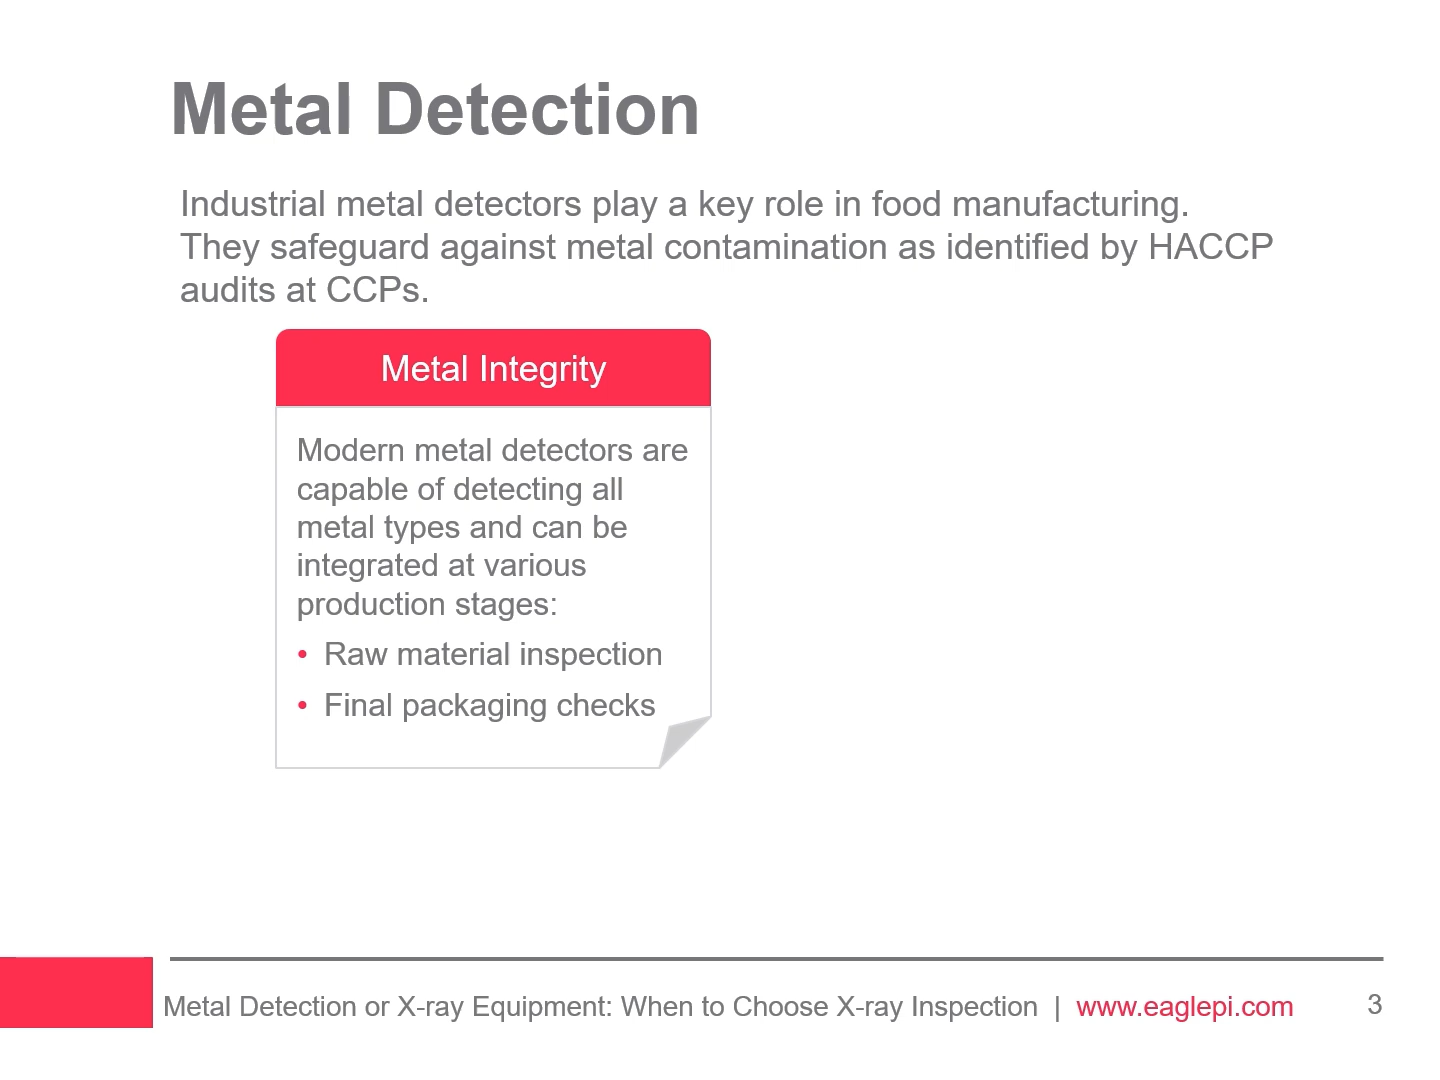 Metal Detection
Industrial metal detectors play a key role in food manufacturing.
They safeguard against metal contamination as identified by HACCP
audits at CCPs.
Metal Integrity
Modern metal detectors are
capable of detecting all
metal types and can be
integrated at various
production stages:
• Raw material inspection
• Final packaging checks
Metal Detection or X-ray Equipment: When to Choose X-ray Inspection | www.eaglepi.com 3